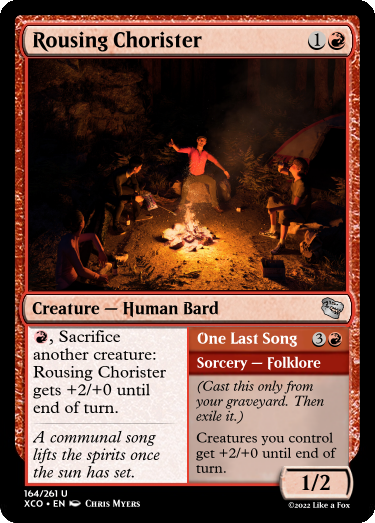 Rousing Chorister 1
Creature — Human Bard
, Sacrifice
another creature:
Rousing Chorister
gets +2/+0 until
end of turn.
A communal song
lifts the spirits once
the sun has set.
One Last Song 3
Sorcery — Folklore
(Cast this only from
your graveyard. Then
exile it.)
Creatures you control
get +2/+0 until end of
turn.
1/2
164/261 U
XCO • EN Chris Myers
©2022 Like a Fox